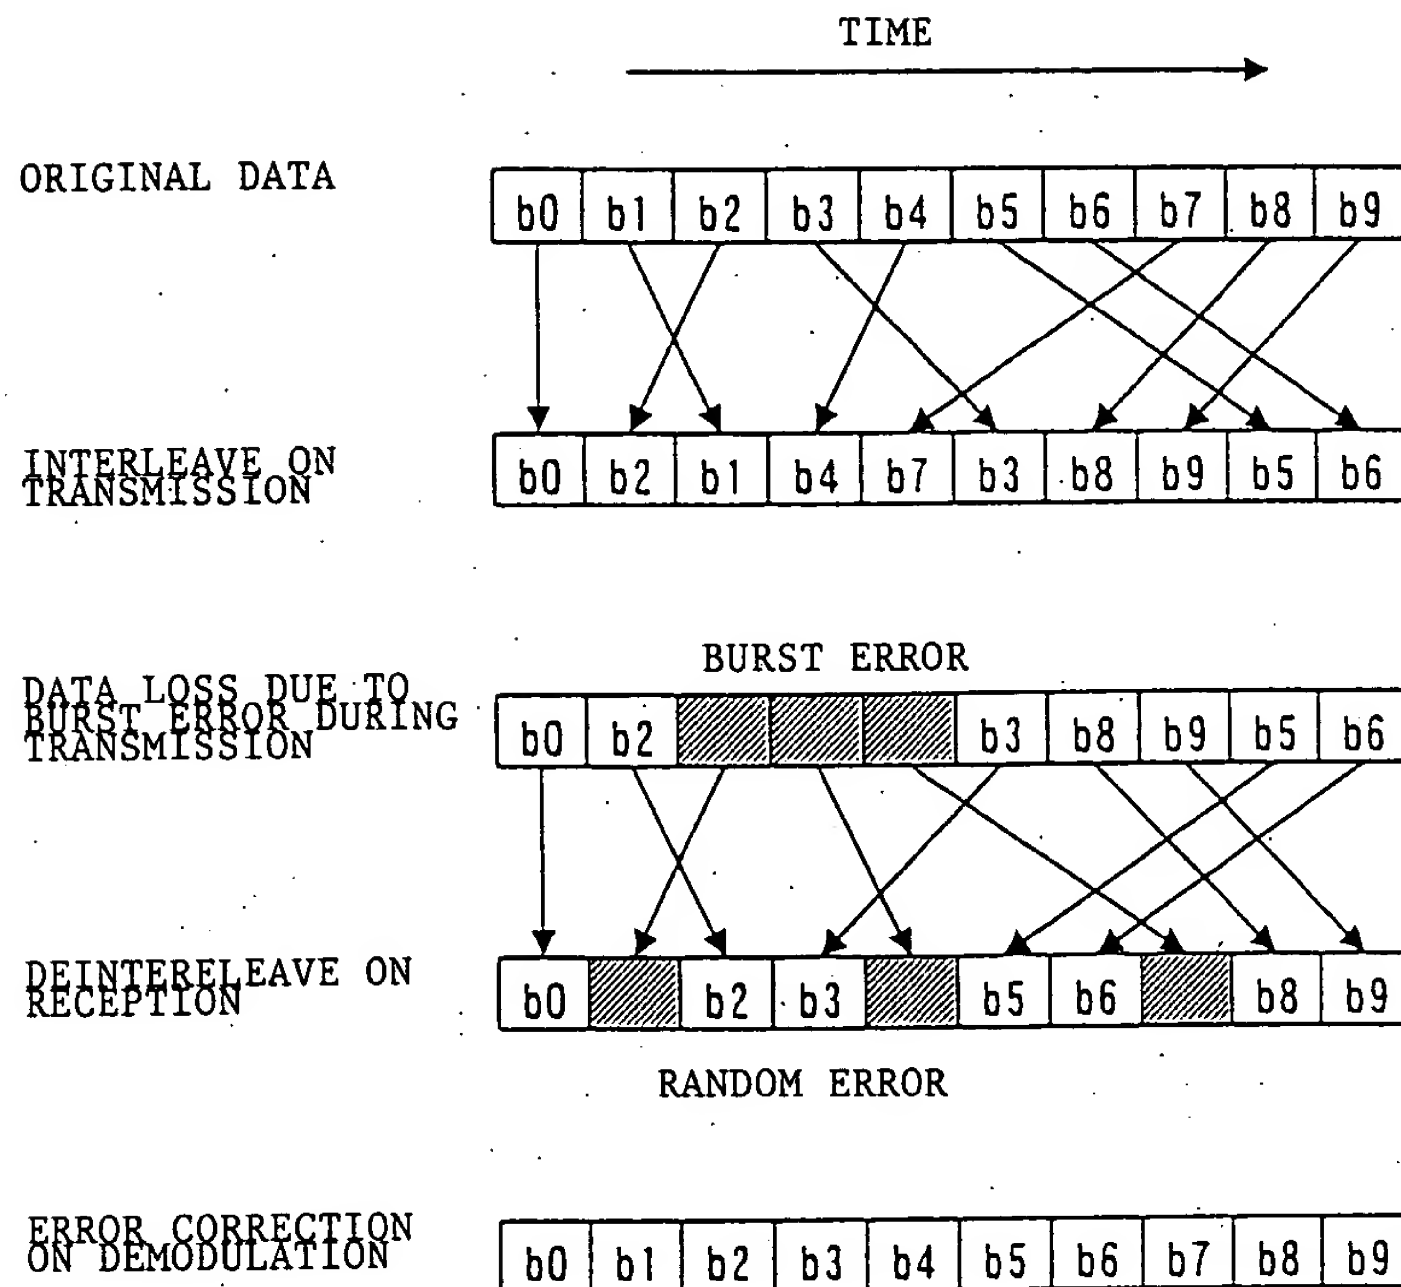 TIME
ORIGINAL DATA
b0 b1 b2 b3 b4 b5 b6 b7 b8 b9
INTERLEAVE ON
TRANSMISSION
b0 b2 b1 b4 b7 b3 b8 b9 b5 b6
BURST ERROR
DATA LOSS DUE TO
BURST ERROR DURING
TRANSMISSION
b0 b2 b3 b8 b9 b5 b6
DEINTERELEAVE ON
RECEPTION
b0 b2 b3 b5 b6 b8 b9
RANDOM ERROR
ERROR CORRECTION
ON DEMODULATION
b0 b1 b2 b3 b4 b5 b6 b7 b8 b9